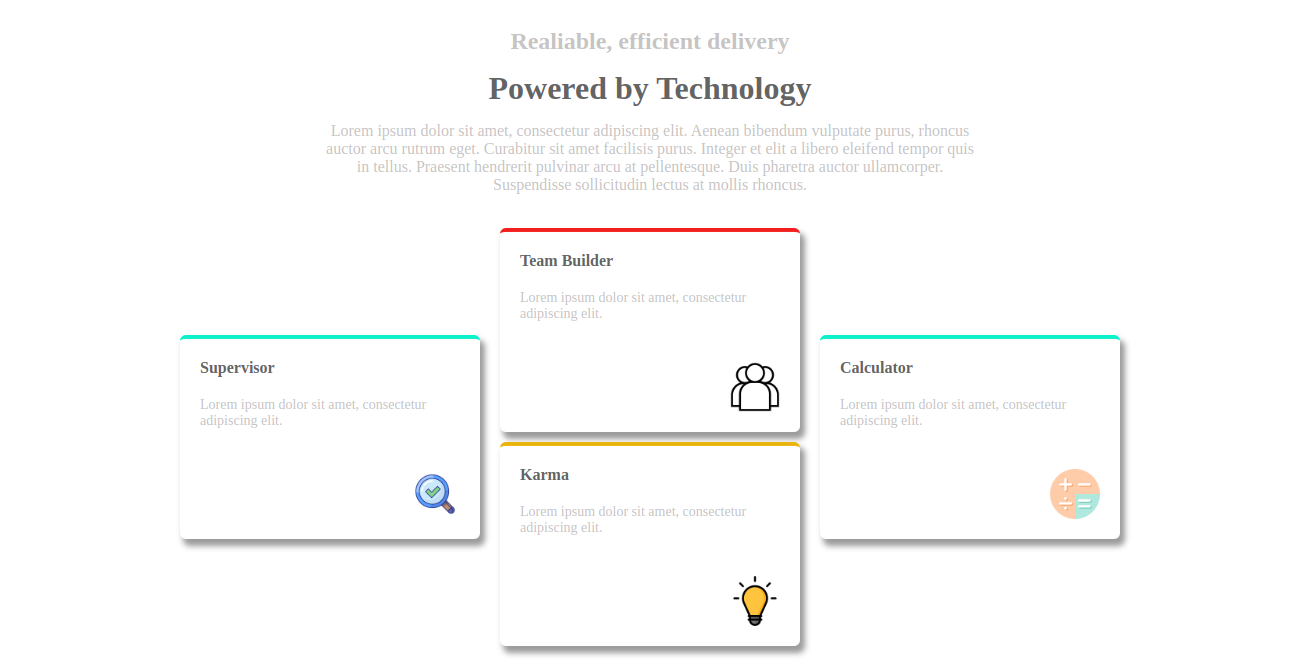 Realiable, efficient delivery
Powered by Technology
Lorem ipsum dolor sit amet, consectetur adipiscing elit. Aenean bibendum vulputate purus, rhoncus
auctor arcu rutrum eget. Curabitur sit amet facilisis purus. Integer et elit a libero eleifend tempor quis
in tellus. Praesent hendrerit pulvinar arcu at pellentesque. Duis pharetra auctor ullamcorper.
Suspendisse sollicitudin lectus at mollis rhoncus.
Supervisor
Lorem ipsum dolor sit amet, consectetur
adipiscing elit.
Team Builder
Lorem ipsum dolor sit amet, consectetur
adipiscing elit.
Karma
Lorem ipsum dolor sit amet, consectetur
adipiscing elit.
Calculator
Lorem ipsum dolor sit amet, consectetur
adipiscing elit.